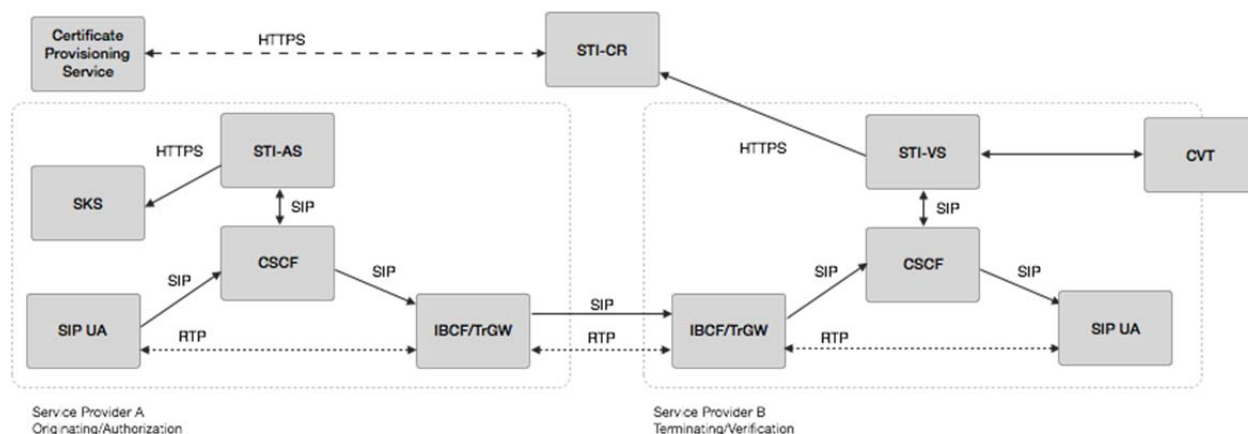 Certificate
Provisioning
Service
HTTPS
STI-CR
HTTPS
STI-AS
SKS
SIP
CSCF
SIP
SIP
SIP UA
RTP
IBCF/TrGW
SIP
RTP
HTTPS
STI-VS
CVT
SIP
CSCF
SIP
SIP
IBCF/TrGW
RTP
SIP UA
Service Provider A
Originating/Authorization
Service Provider B
Terminating/Verification